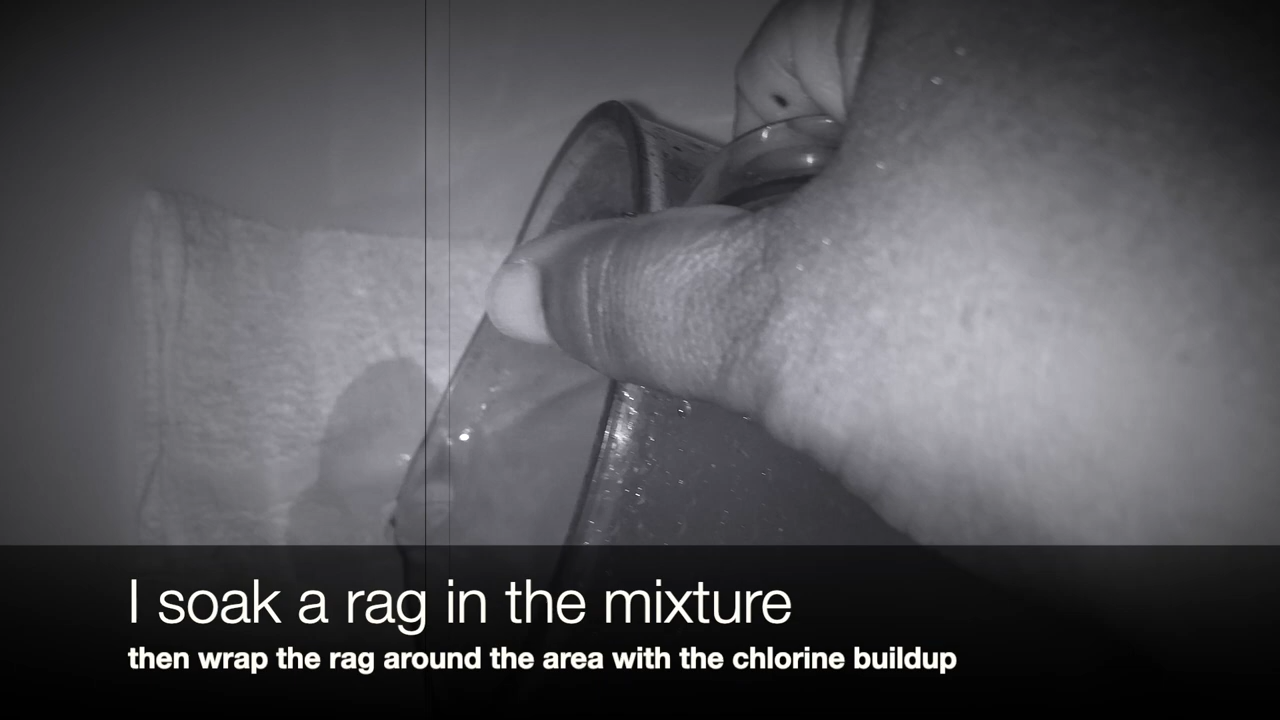 I soak a rag in the mixture
then wrap the rag around the area with the chlorine buildup